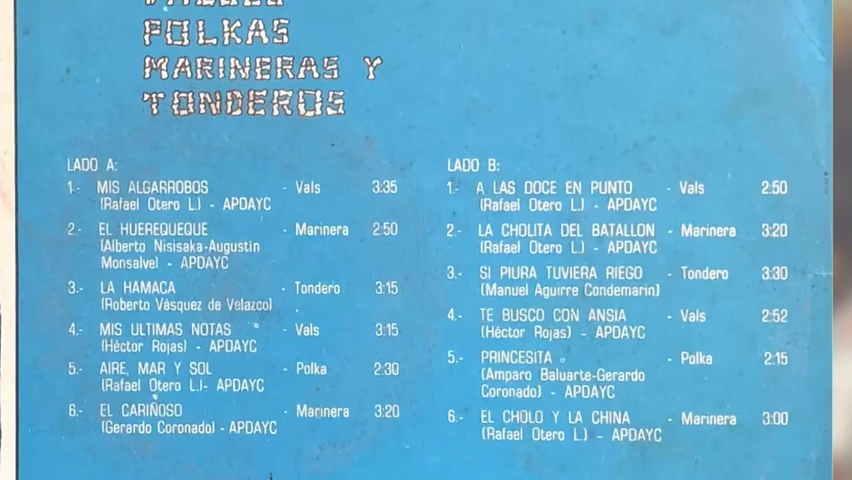 POLKAS
MARINERAS Y
TONDEROS
LADO A:
1.- MIS ALGARROBOS - Vals 3:35
(Rafael Otero L.) - APDAYC
2.- EL HUEREQUEQUE - Marinera 2:50
(Alberto Nisisaka-Augustin
Monsalve) - APDAYC
3.- LA HAMACA - Tondero 3:15
(Roberto Vásquez de Velazco)
4.- MIS ULTIMAS NOTAS - Vals 3:15
(Héctor Rojas) - APDAYC
5.- AIRE, MAR Y SOL - Polka 2:30
(Rafael Otero L.)- APDAYC
6.- EL CARIÑOSO - Marinera 3:20
(Gerardo Coronado) - APDAYC
LADO B:
1.- A LAS DOCE EN PUNTO - Vals 2:50
(Rafael Otero L.) - APDAYC
2.- LA CHOLITA DEL BATALLON - Marinera 3:20
(Rafael Otero L.) - APDAYC
3.- SI PIURA TUVIERA RIEGO - Tondero 3:30
(Manuel Aguirre Condemarin)
4.- TE BUSCO CON ANSIA - Vals 2:52
(Héctor Rojas) - APDAYC
5.- PRINCESITA - Polka 2:15
(Amparo Baluarte-Gerardo
Coronado) - APDAYC
6.- EL CHOLO Y LA CHINA - Marinera 3:00
(Rafael Otero L.) - APDAYC